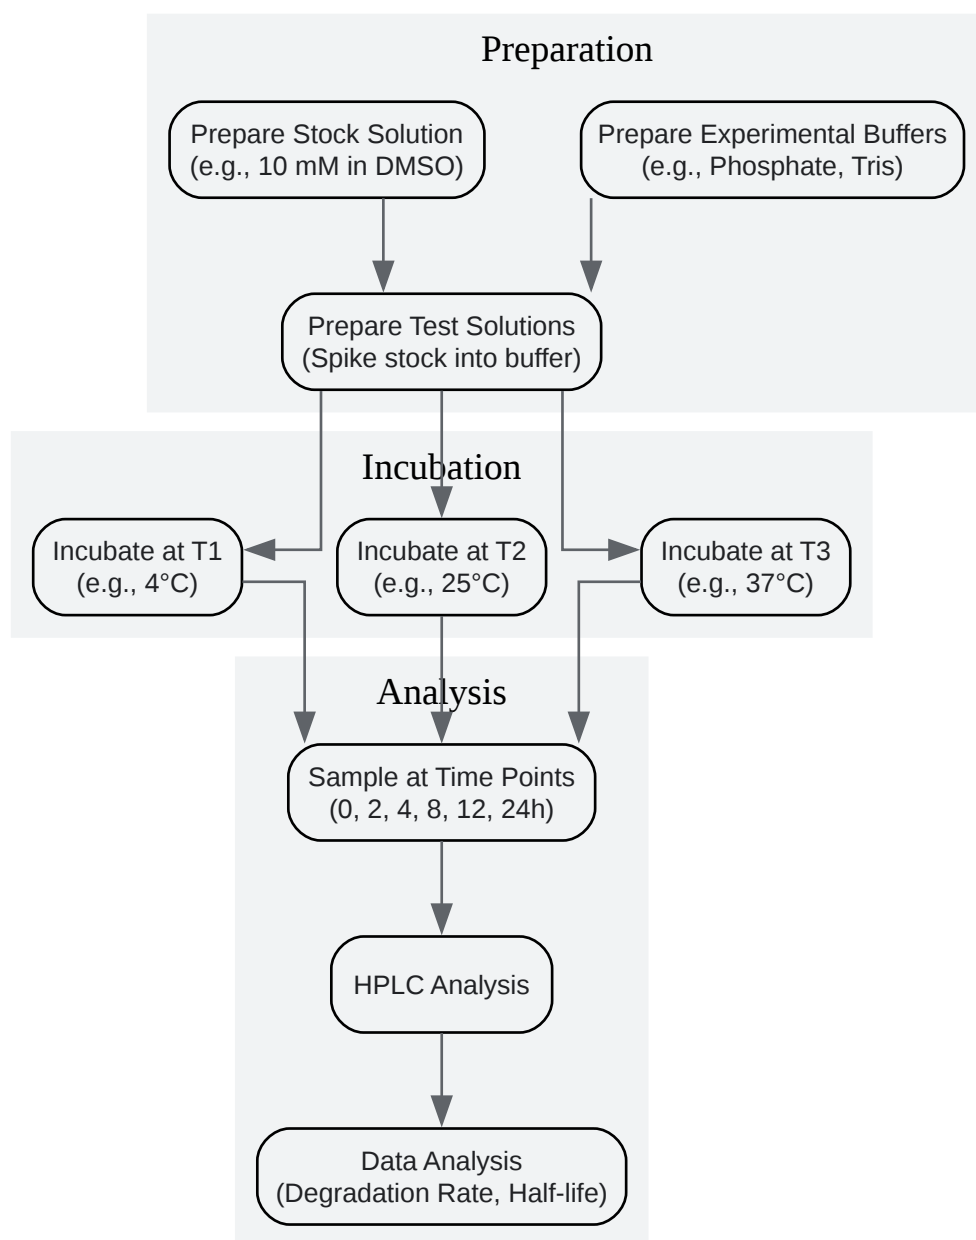 Preparation
Prepare Stock Solution
(e.g., 10 mM in DMSO)
Prepare Experimental Buffers
(e.g., Phosphate, Tris)
Prepare Test Solutions
(Spike stock into buffer)
Incubation
Incubate at T1
(e.g., 4°C)
Incubate at T2
(e.g., 25°C)
Incubate at T3
(e.g., 37°C)
Analysis
Sample at Time Points
(0, 2, 4, 8, 12, 24h)
HPLC Analysis
Data Analysis
(Degradation Rate, Half-life)